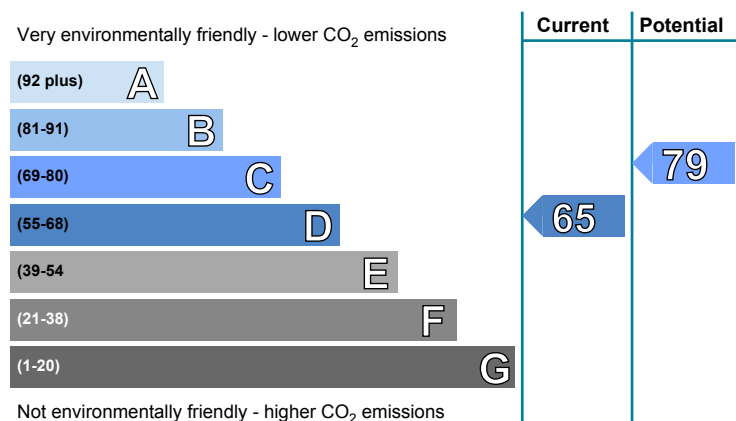 Current Potential
Very environmentally friendly - lower CO2 emissions
(92 plus) A
(81-91) B
(69-80) C
79
(55-68) D
65
(39-54 E
(21-38) F
(1-20) G
Not environmentally friendly - higher CO2 emissions